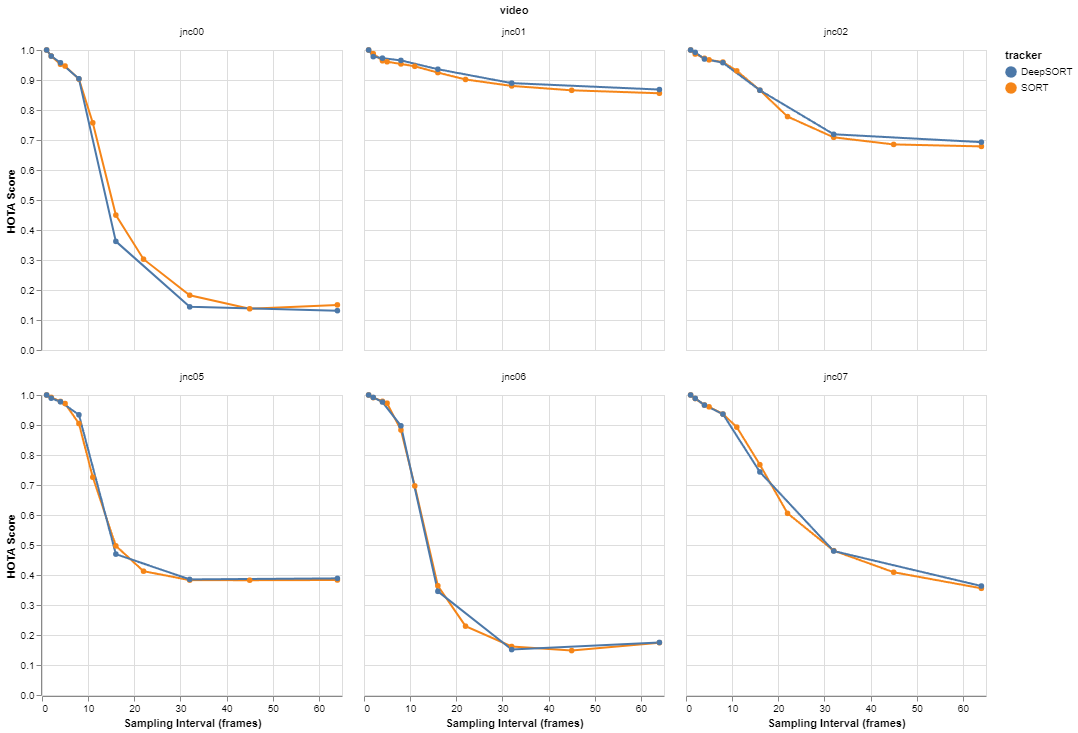 video
jnc00 jnc01 jnc02
tracker
DeepSORT
SORT
HOTA Score
1.0
0.9
0.8
0.7
0.6
0.5
0.4
0.3
0.2
0.1
0.0
jnc05 jnc06 jnc07
HOTA Score
1.0
0.9
0.8
0.7
0.6
0.5
0.4
0.3
0.2
0.1
0.0
0 10 20 30 40 50 60 0 10 20 30 40 50 60 0 10 20 30 40 50 60
Sampling Interval (frames) Sampling Interval (frames) Sampling Interval (frames)